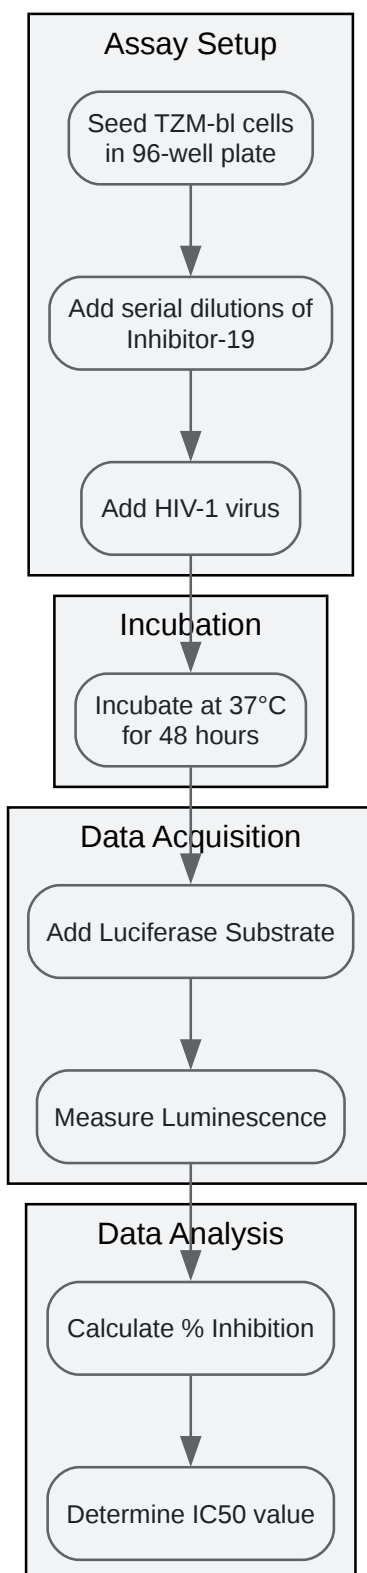 Assay Setup
Seed TZM-bl cells
in 96-well plate
Add serial dilutions of
Inhibitor-19
Add HIV-1 virus
Incubation
Incubate at 37°C
for 48 hours
Data Acquisition
Add Luciferase Substrate
Measure Luminescence
Data Analysis
Calculate % Inhibition
Determine IC50 value